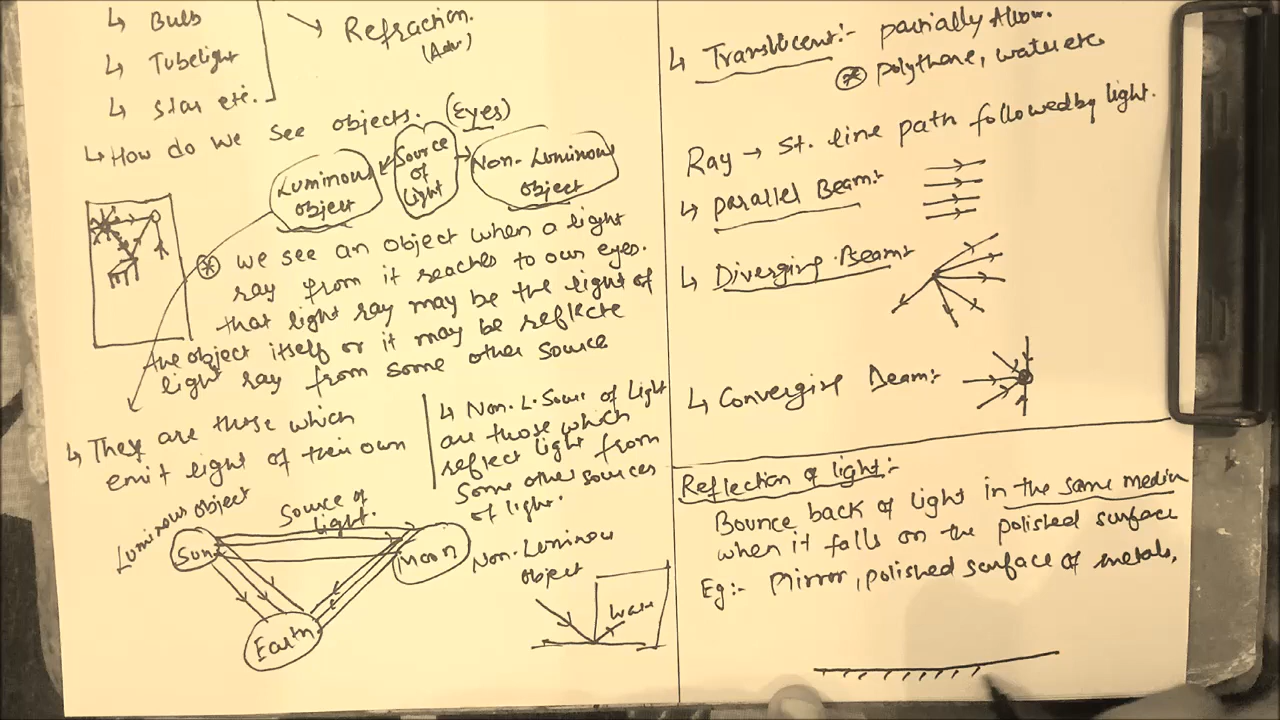 ↳ Bulb
↳ Tubelight
↳ Star etc.
Refraction.
↳ How do we see objects. (Eyes)
Luminous
object
Source
of
light
Non-Luminous
object
* we see an object when a light
ray from it reaches to our eyes.
that light ray may be the light of
the object itself or it may be reflecte
light ray from some other source
↳ They are those which
emit light of their own
↳ Non. L. Sour of Light
are those which
reflect light from
some other sources
of light.
Luminous object
Source of
light.
Sun
Moon
Earth
Non-Luminous
object
↳ Translucent:- partially Allow.
* polythene, water etc
Ray → St. line path followed by light.
↳ parallel Beam:
↳ Diverging Beam:
↳ Converging Beam:
Reflection of light:-
Bounce back of light in the same medium
when it falls on the polished surface
Eg:- Mirror, polished surface of metals.